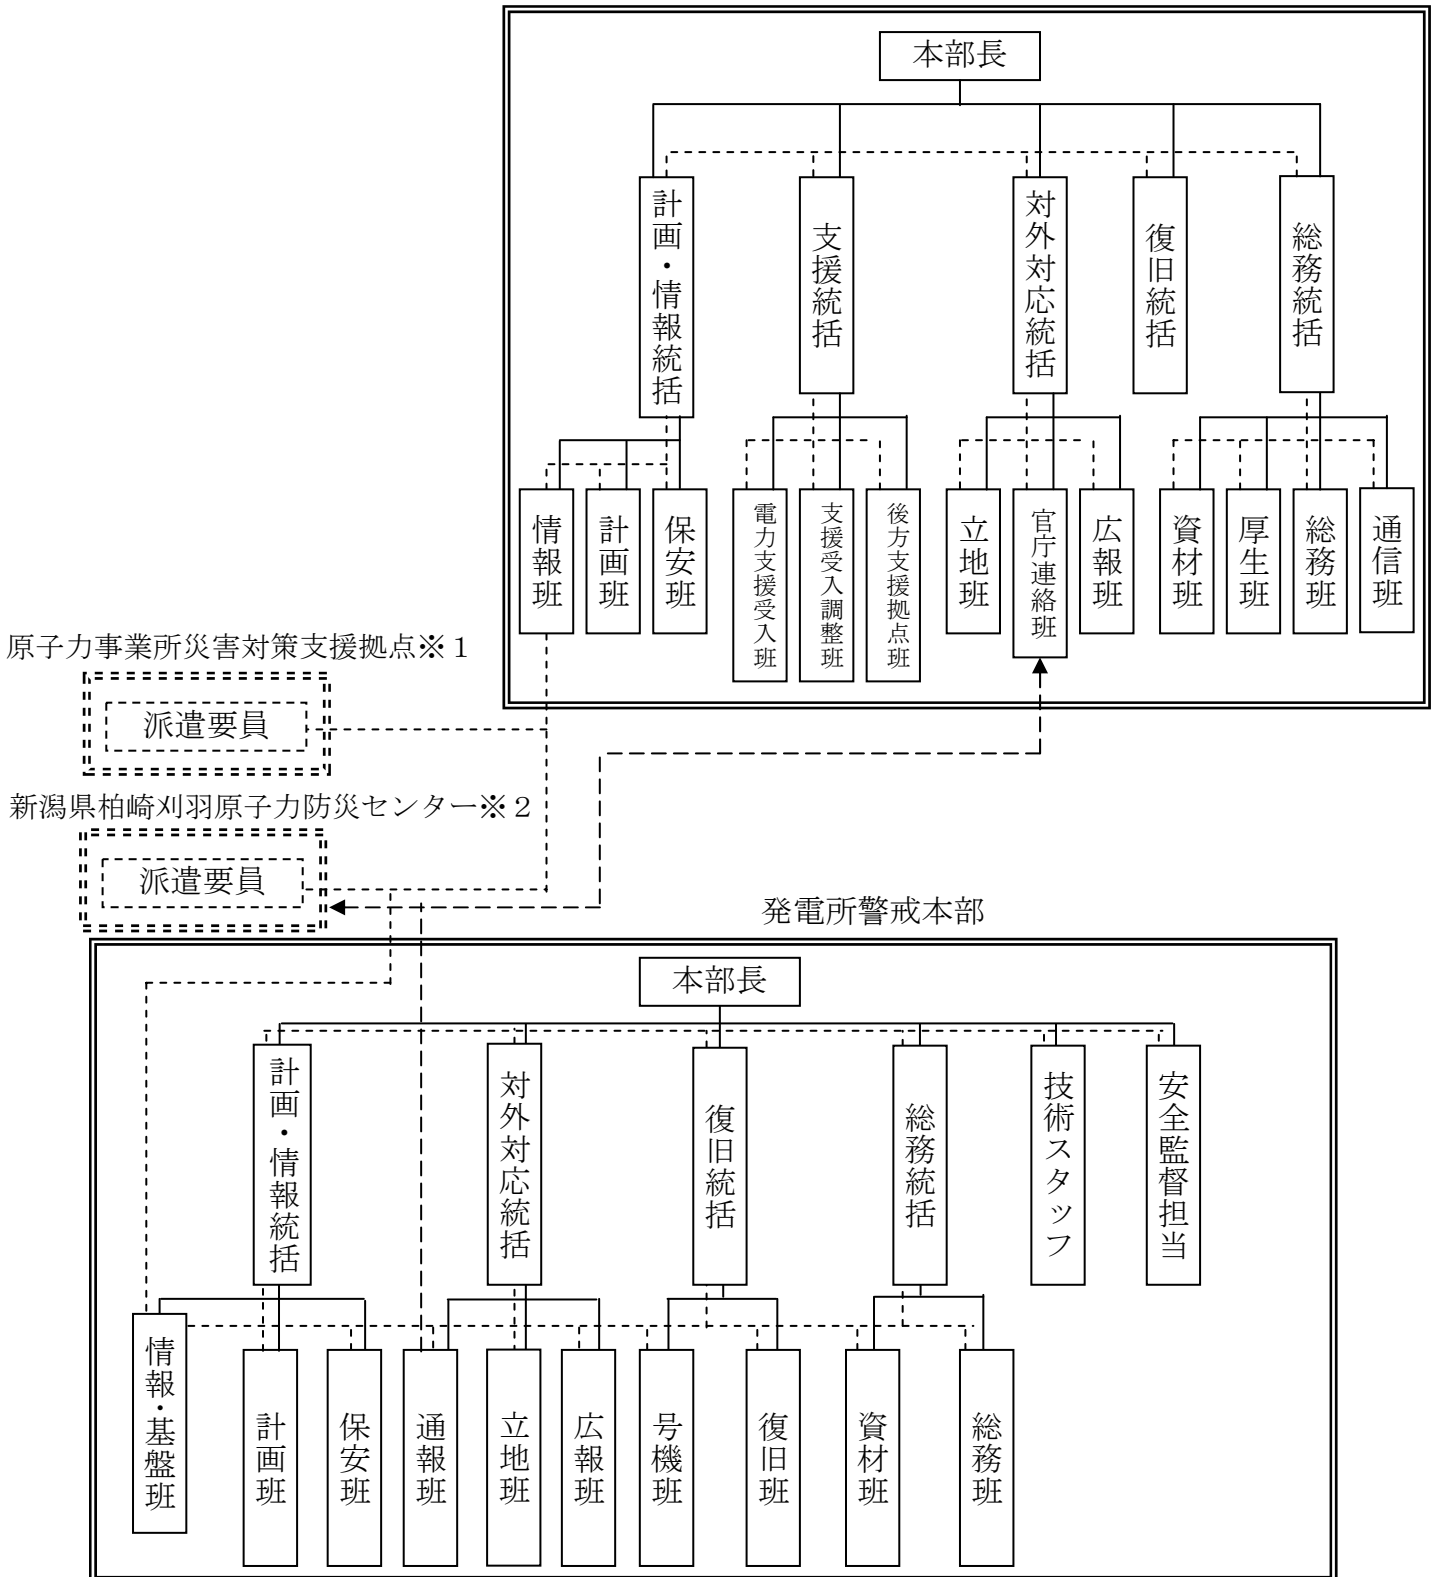 本部長
計画・情報統括
支援統括
対外対応統括
復旧統括
総務統括
情報班
計画班
保安班
電力支援受入班
支援受入調整班
後方支援拠点班
立地班
官庁連絡班
広報班
資材班
厚生班
総務班
通信班
原子力事業所災害対策支援拠点※1
派遣要員
新潟県柏崎刈羽原子力防災センター※2
派遣要員
発電所警戒本部
本部長
計画・情報統括
対外対応統括
復旧統括
総務統括
技術スタッフ
安全監督担当
情報・基盤班
計画班
保安班
通報班
立地班
広報班
号機班
復旧班
資材班
総務班